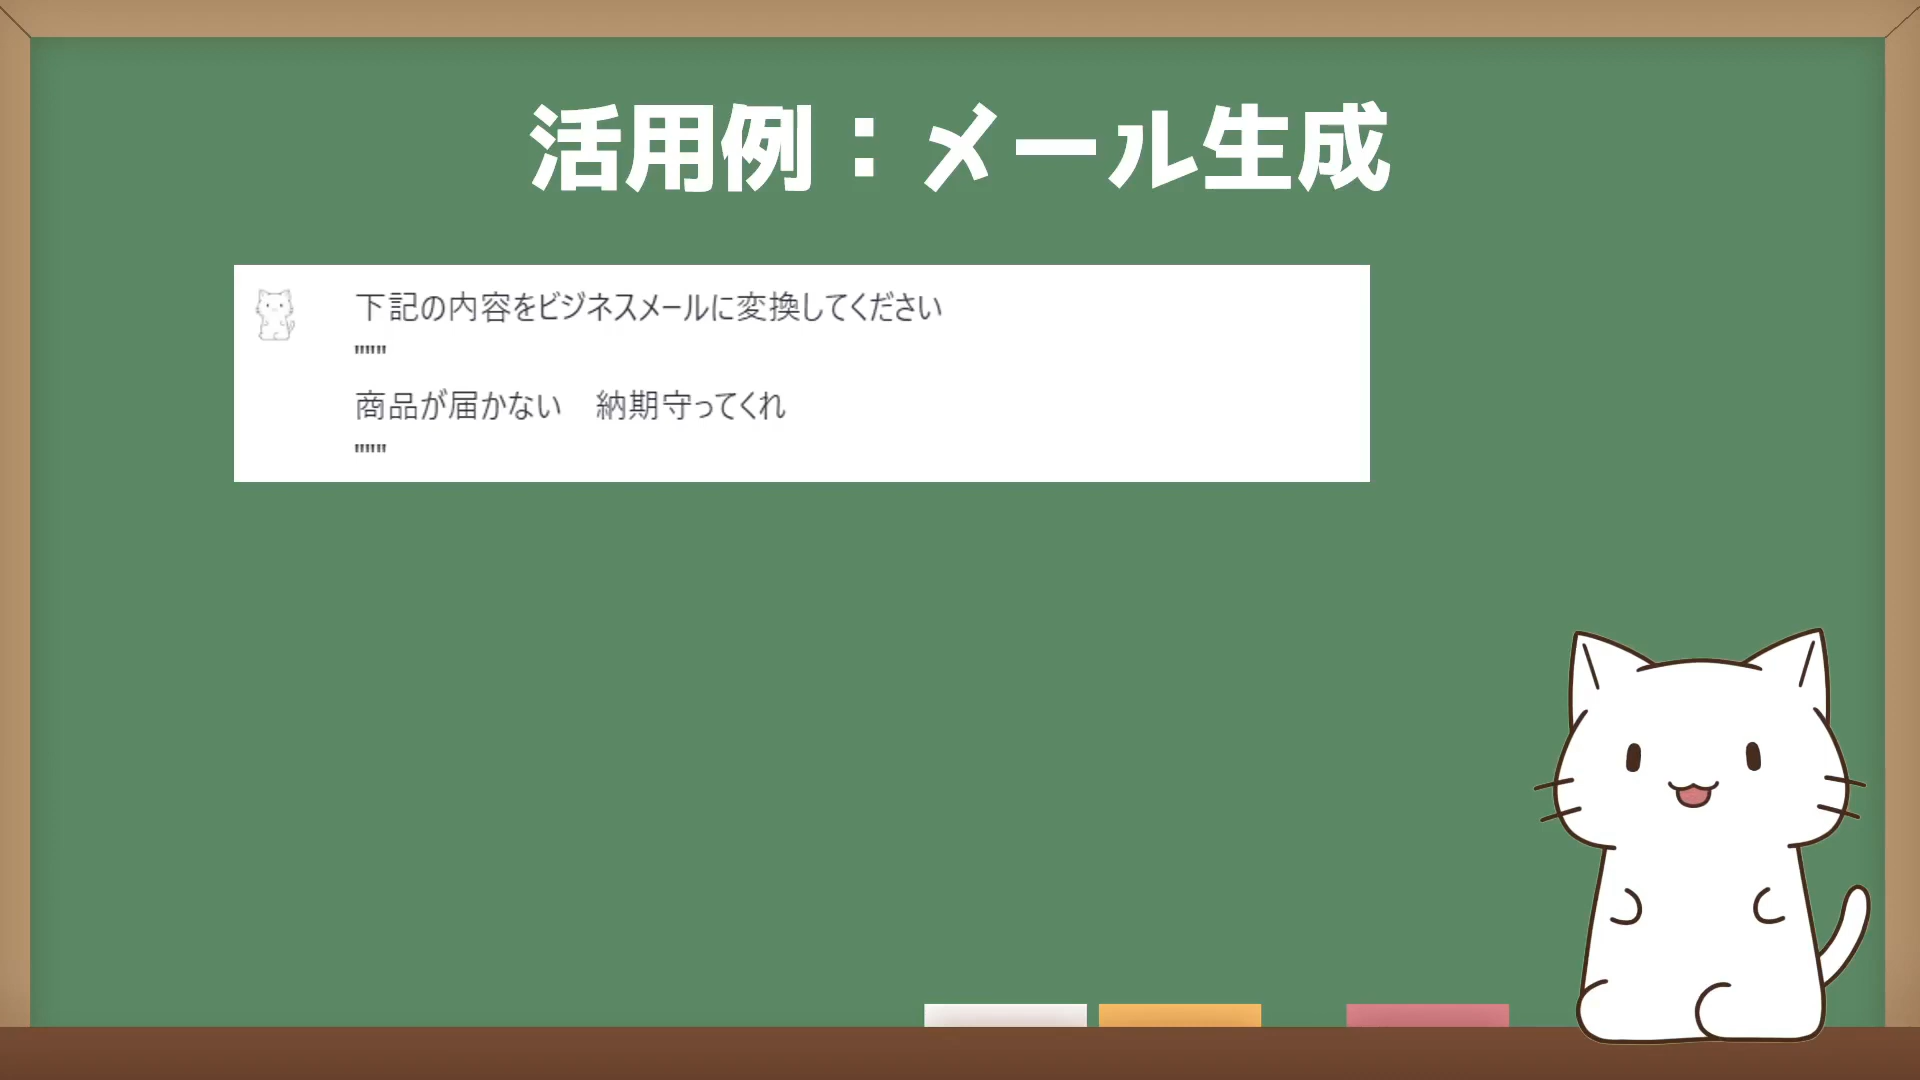 活用例：メール生成
下記の内容をビジネスメールに変換してください
"""
商品が届かない　納期守ってくれ
"""